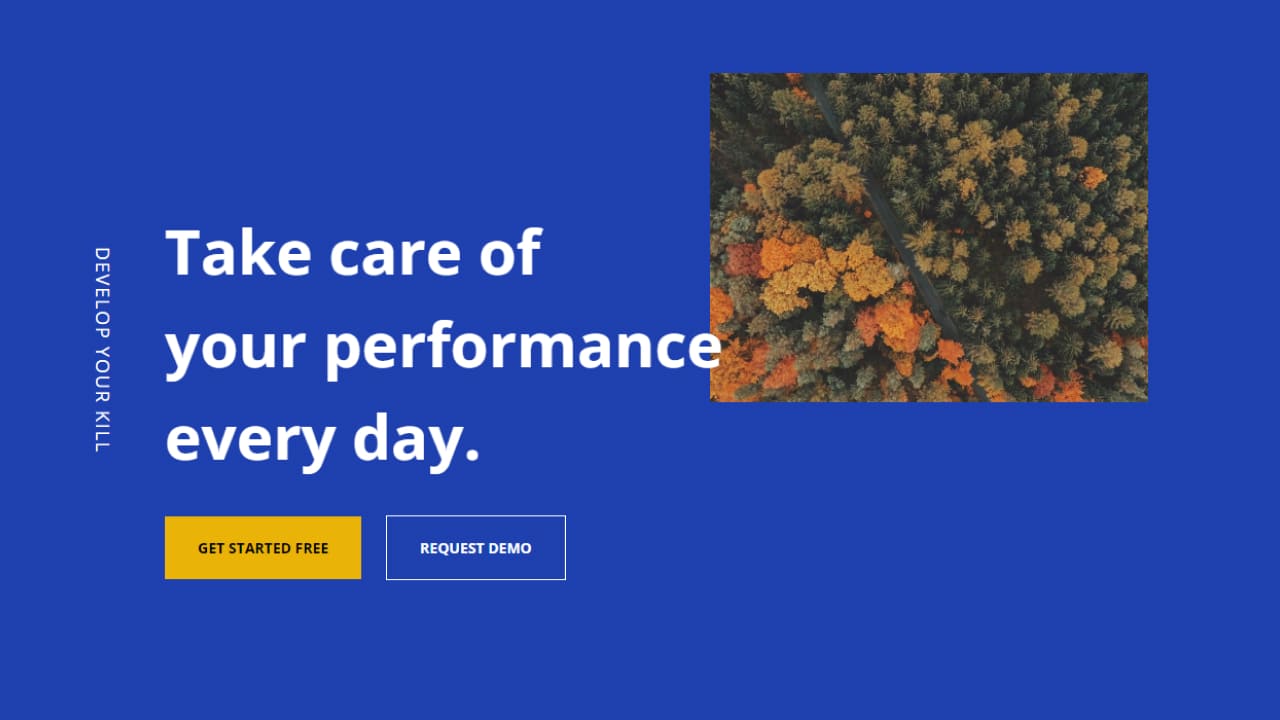 DEVELOP YOUR KILL
Take care of
your performance
every day.
GET STARTED FREE
REQUEST DEMO